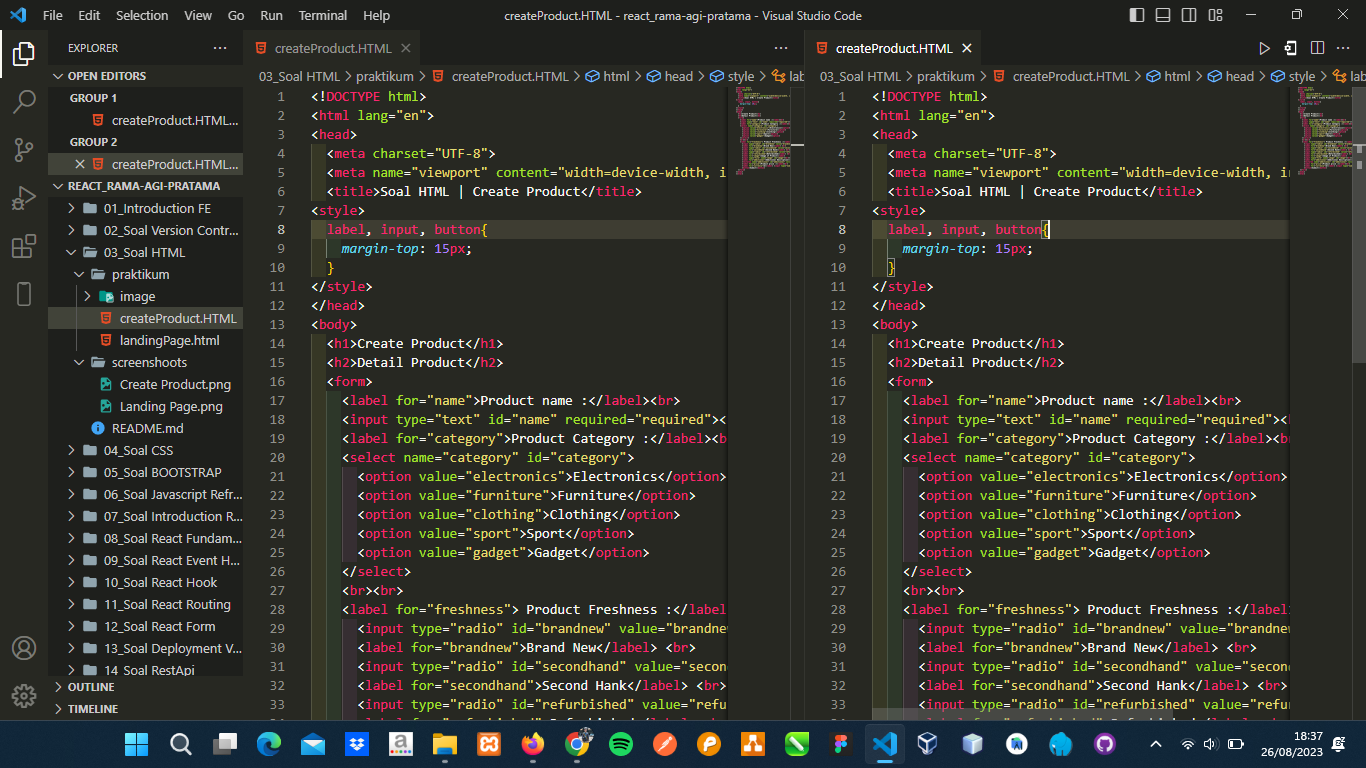 File Edit Selection View Go Run Terminal Help createProduct.HTML - react_rama-agi-pratama - Visual Studio Code
EXPLORER
OPEN EDITORS
GROUP 1
createProduct.HTML...
GROUP 2
createProduct.HTML...
REACT_RAMA-AGI-PRATAMA
01_Introduction FE
02_Soal Version Contr...
03_Soal HTML
praktikum
image
createProduct.HTML
landingPage.html
screenshoots
Create Product.png
Landing Page.png
README.md
04_Soal CSS
05_Soal BOOTSTRAP
06_Soal Javascript Refr...
07_Soal Introduction R...
08_Soal React Fundam...
09_Soal React Event H...
10_Soal React Hook
11_Soal React Routing
12_Soal React Form
13_Soal Deployment V...
14_Soal RestApi
OUTLINE
TIMELINE
createProduct.HTML
03_Soal HTML > praktikum > createProduct.HTML > html > head > style > lab
1 <!DOCTYPE html>
2 <html lang="en">
3 <head>
4 <meta charset="UTF-8">
5 <meta name="viewport" content="width=device-width, i
6 <title>Soal HTML | Create Product</title>
7 <style>
8 label, input, button{
9 margin-top: 15px;
10 }
11 </style>
12 </head>
13 <body>
14 <h1>Create Product</h1>
15 <h2>Detail Product</h2>
16 <form>
17 <label for="name">Product name :</label><br>
18 <input type="text" id="name" required="required"><
19 <label for="category">Product Category :</label><b
20 <select name="category" id="category">
21 <option value="electronics">Electronics</option>
22 <option value="furniture">Furniture</option>
23 <option value="clothing">Clothing</option>
24 <option value="sport">Sport</option>
25 <option value="gadget">Gadget</option>
26 </select>
27 <br><br>
28 <label for="freshness"> Product Freshness :</label
29 <input type="radio" id="brandnew" value="brandne
30 <label for="brandnew">Brand New</label> <br>
31 <input type="radio" id="secondhand" value="secon
32 <label for="secondhand">Second Hank</label> <br>
33 <input type="radio" id="refurbished" value="refu
createProduct.HTML
03_Soal HTML > praktikum > createProduct.HTML > html > head > style > lab
1 <!DOCTYPE html>
2 <html lang="en">
3 <head>
4 <meta charset="UTF-8">
5 <meta name="viewport" content="width=device-width, i
6 <title>Soal HTML | Create Product</title>
7 <style>
8 label, input, button{
9 margin-top: 15px;
10 }
11 </style>
12 </head>
13 <body>
14 <h1>Create Product</h1>
15 <h2>Detail Product</h2>
16 <form>
17 <label for="name">Product name :</label><br>
18 <input type="text" id="name" required="required"><
19 <label for="category">Product Category :</label><b
20 <select name="category" id="category">
21 <option value="electronics">Electronics</option>
22 <option value="furniture">Furniture</option>
23 <option value="clothing">Clothing</option>
24 <option value="sport">Sport</option>
25 <option value="gadget">Gadget</option>
26 </select>
27 <br><br>
28 <label for="freshness"> Product Freshness :</label
29 <input type="radio" id="brandnew" value="brandne
30 <label for="brandnew">Brand New</label> <br>
31 <input type="radio" id="secondhand" value="secon
32 <label for="secondhand">Second Hank</label> <br>
33 <input type="radio" id="refurbished" value="refu
18:37
26/08/2023